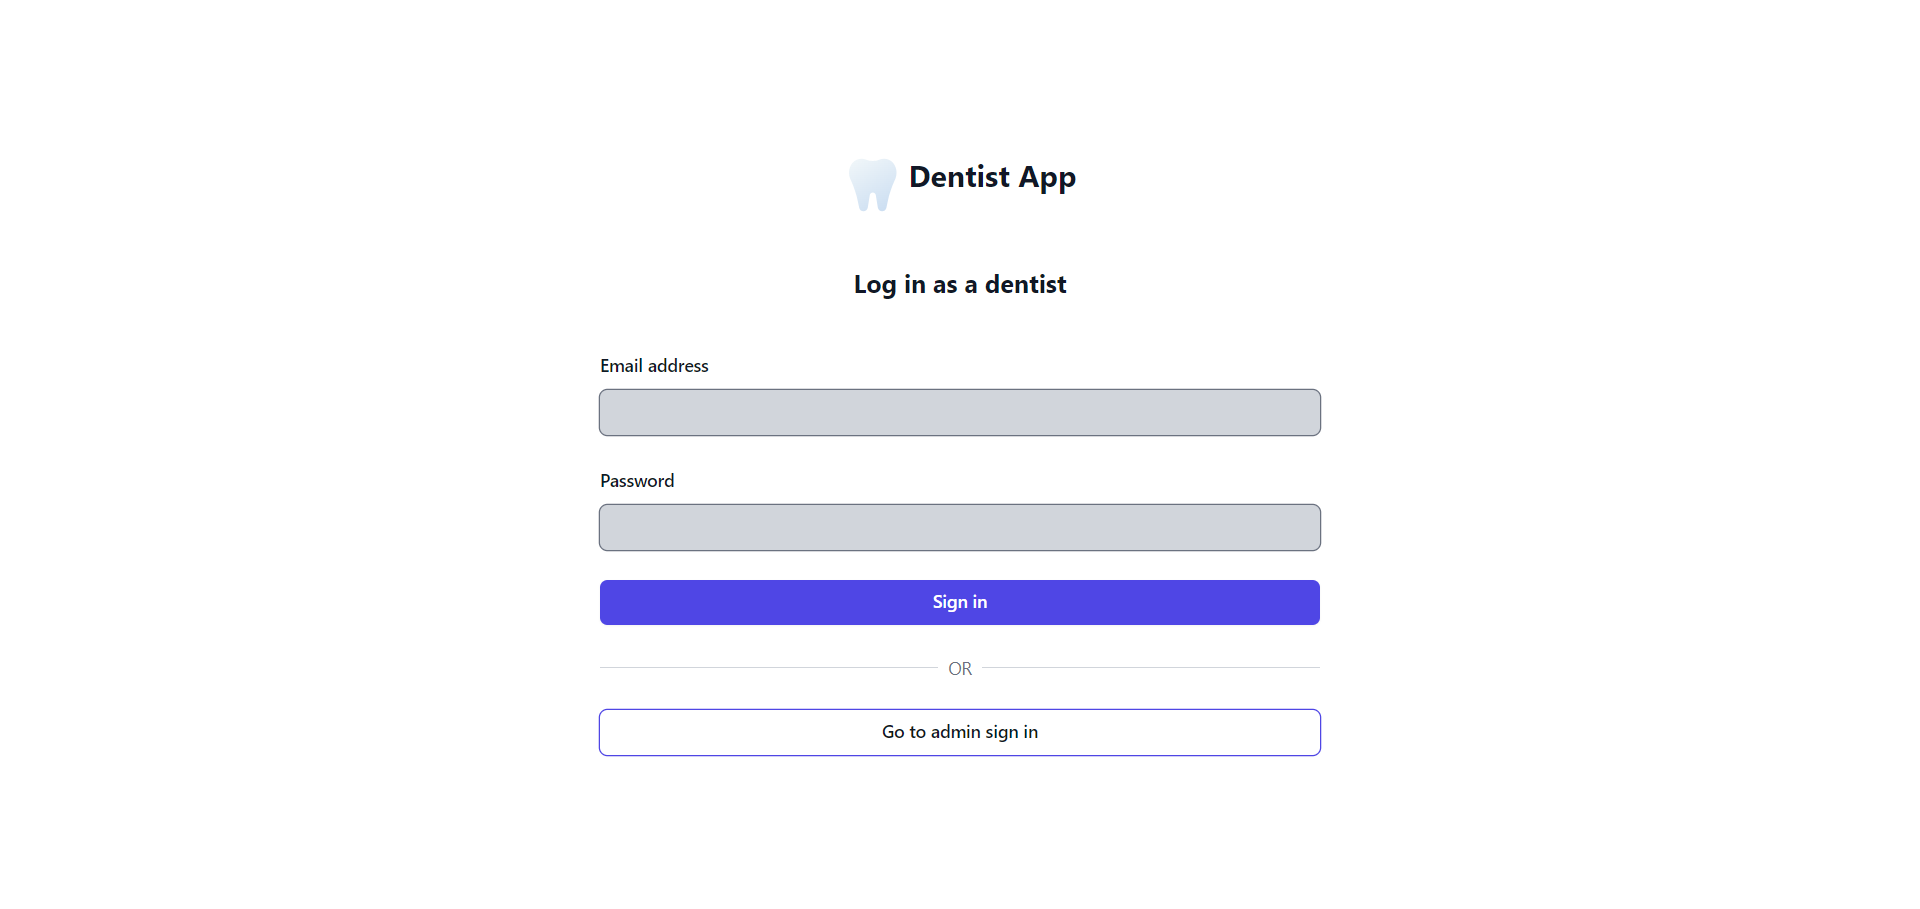 Dentist App
Log in as a dentist
Email address
Password
Sign in
OR
Go to admin sign in